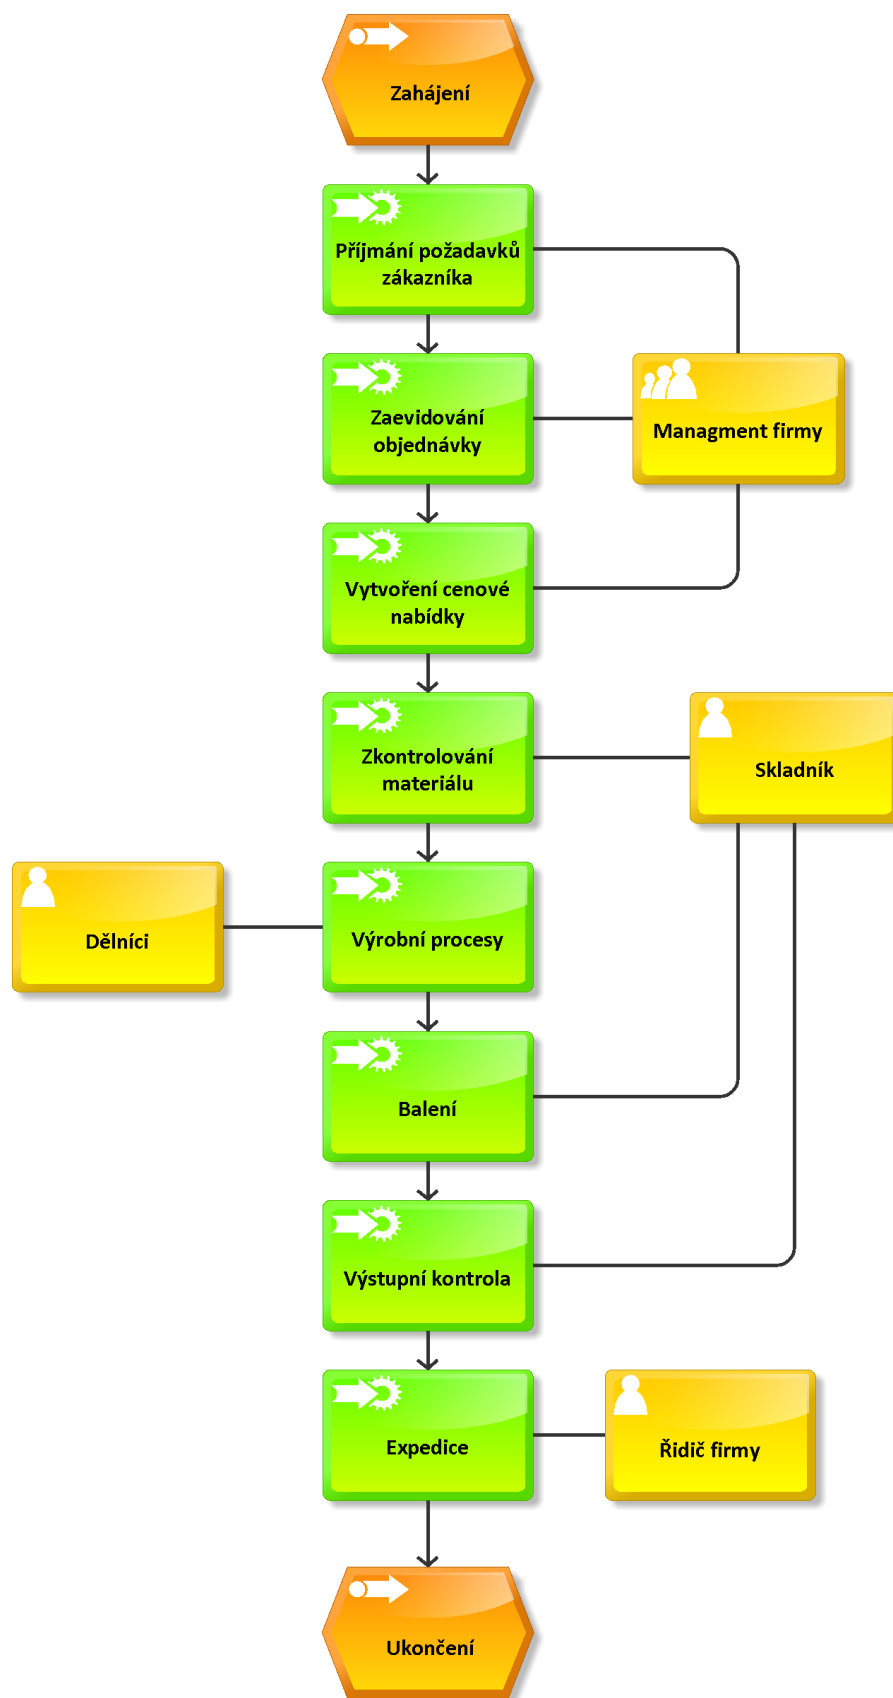 Zahájení
Příjmání požadavků
zákazníka
Zaevidování
objednávky
Managment firmy
Vytvoření cenové
nabídky
Zkontrolování
materiálu
Skladník
Dělníci
Výrobní procesy
Balení
Výstupní kontrola
Expedice
Řidič firmy
Ukončení